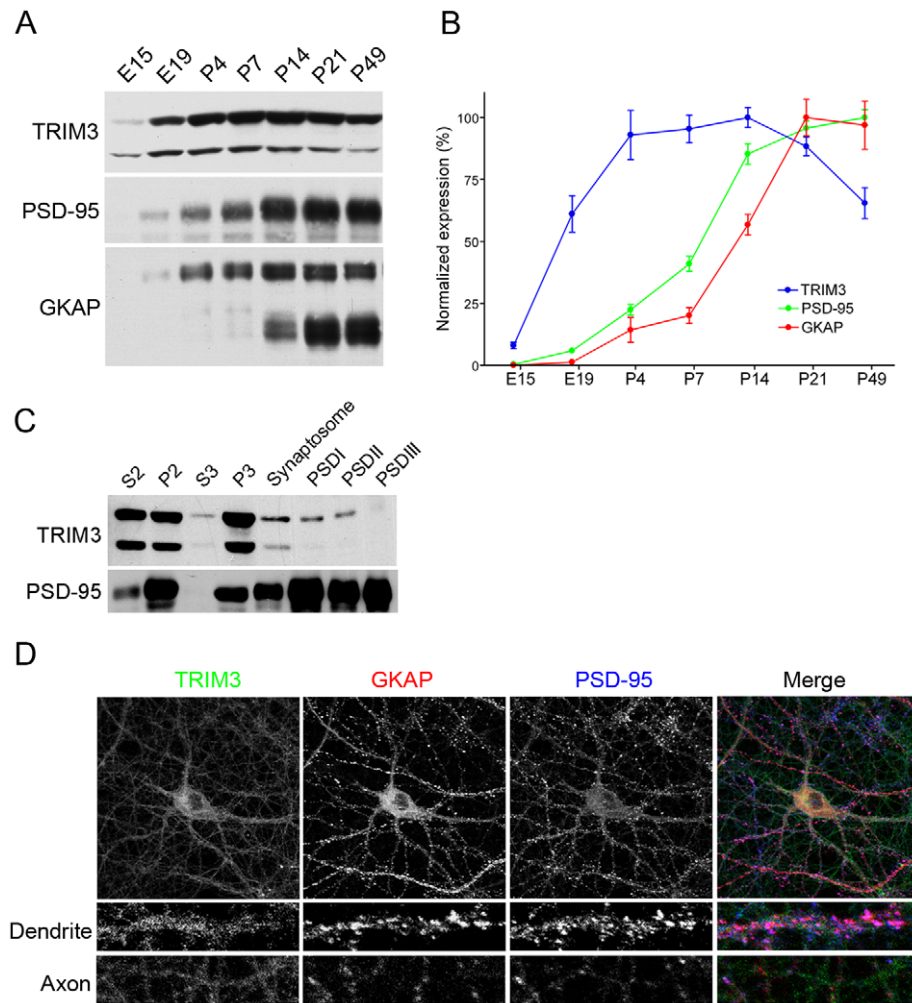 A
E15 E19 P4 P7 P14 P21 P49
TRIM3
PSD-95
GKAP
B
Normalized expression (%)
100
75
50
25
0
TRIM3
PSD-95
GKAP
E15 E19 P4 P7 P14 P21 P49
C
S2 P2 S3 P3 Synaptosome PSDI PSDII PSDIII
TRIM3
PSD-95
D
TRIM3 GKAP PSD-95 Merge
Dendrite
Axon